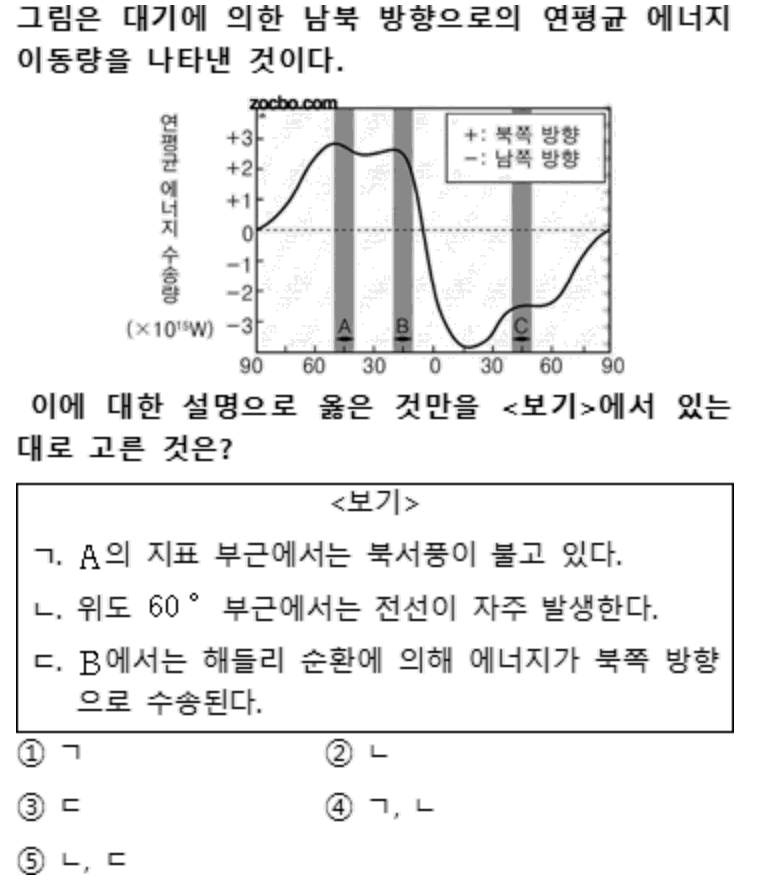 그림은 대기에 의한 남북 방향으로의 연평균 에너지
이동량을 나타낸 것이다.
zocbo.com
연평균 에너지 수송량
(×10¹⁵W)
+3
+2
+1
0
−1
−2
−3
+: 북쪽 방향
−: 남쪽 방향
A B C
90 60 30 0 30 60 90
이에 대한 설명으로 옳은 것만을 <보기>에서 있는
대로 고른 것은?
<보기>
ㄱ. A의 지표 부근에서는 북서풍이 불고 있다.
ㄴ. 위도 60° 부근에서는 전선이 자주 발생한다.
ㄷ. B에서는 해들리 순환에 의해 에너지가 북쪽 방향
으로 수송된다.
① ㄱ ② ㄴ
③ ㄷ ④ ㄱ, ㄴ
⑤ ㄴ, ㄷ